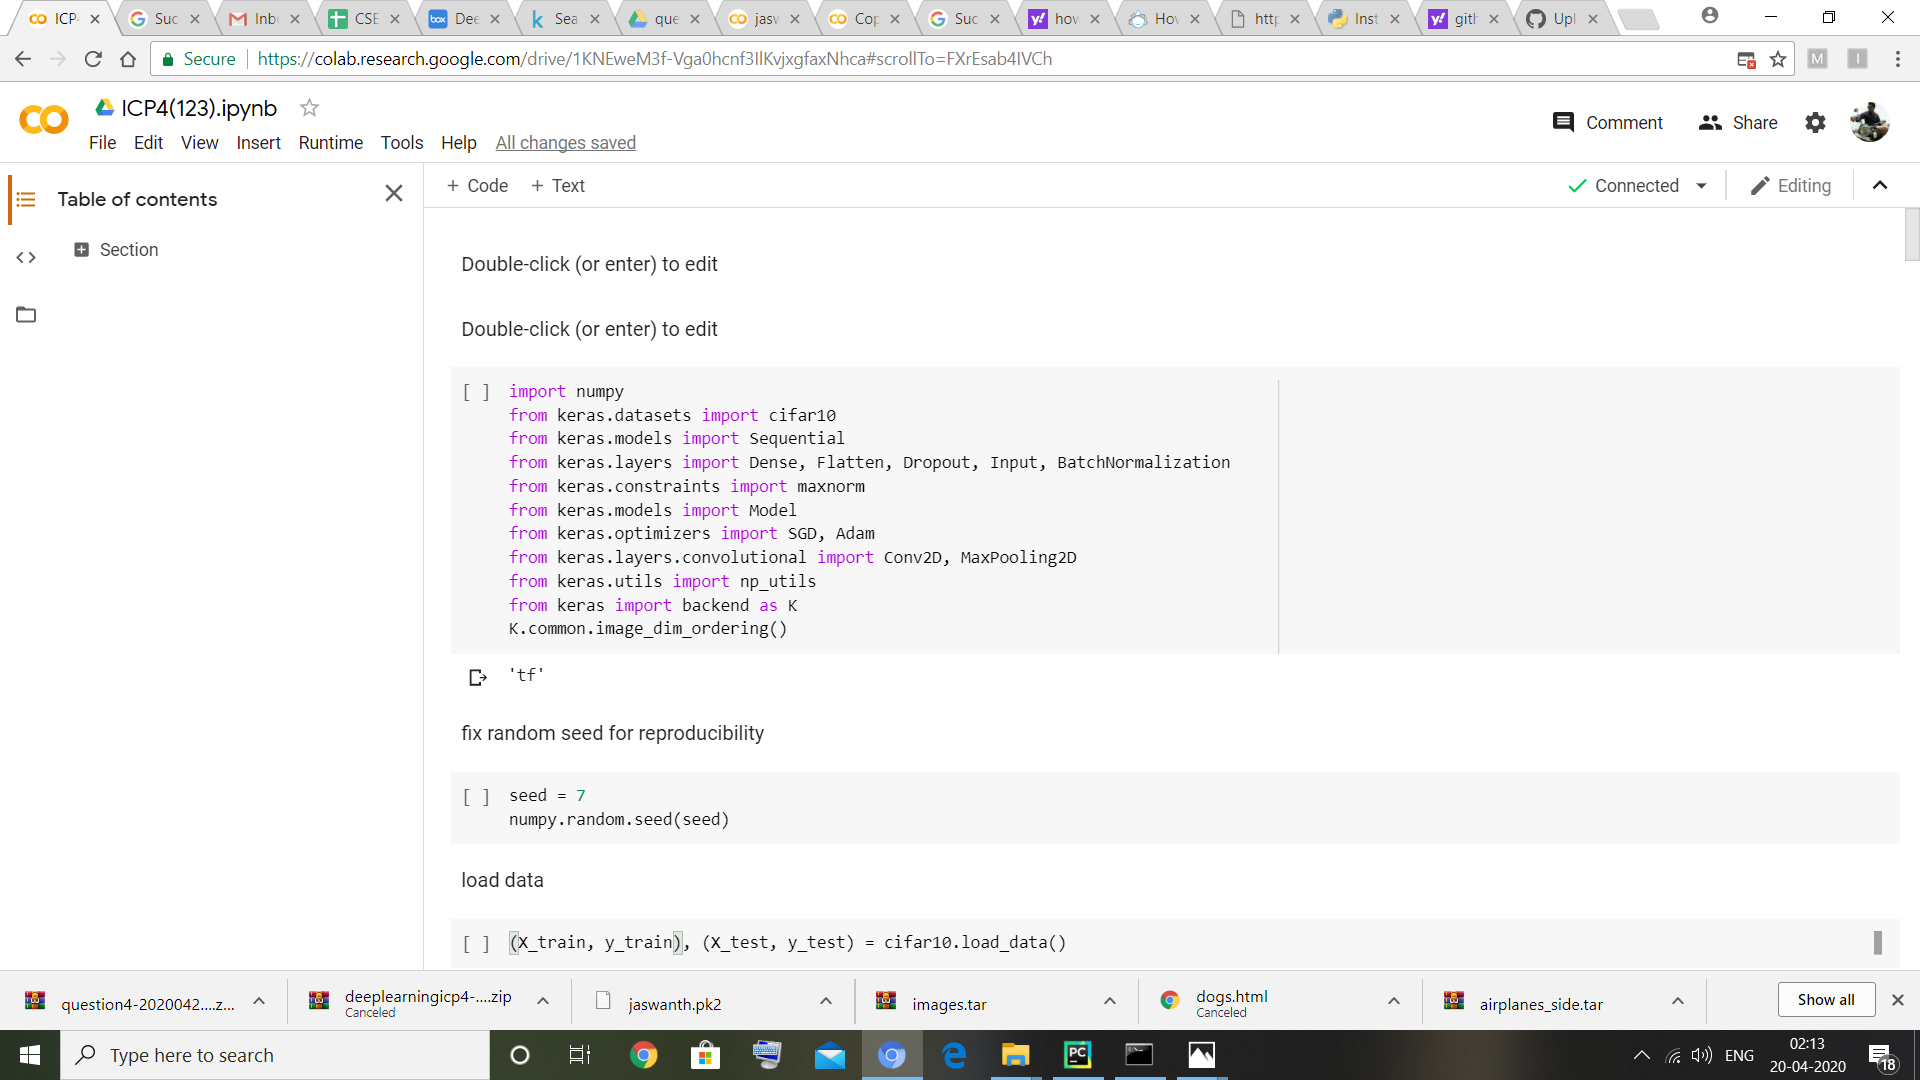 ICP
Suc
Inb
CSE
Dee
Sea
que
jasw
Cop
Suc
how
How
http
Inst
gith
Upl
Secure
https://colab.research.google.com/drive/1KNEweM3f-Vga0hcnf3IlKvjxgfaxNhca#scrollTo=FXrEsab4IVCh
M
I
ICP4(123).ipynb
File Edit View Insert Runtime Tools Help All changes saved
Comment
Share
Table of contents
Section
+ Code + Text
Connected
Editing
Double-click (or enter) to edit
Double-click (or enter) to edit
[ ] import numpy
from keras.datasets import cifar10
from keras.models import Sequential
from keras.layers import Dense, Flatten, Dropout, Input, BatchNormalization
from keras.constraints import maxnorm
from keras.models import Model
from keras.optimizers import SGD, Adam
from keras.layers.convolutional import Conv2D, MaxPooling2D
from keras.utils import np_utils
from keras import backend as K
K.common.image_dim_ordering()
'tf'
fix random seed for reproducibility
[ ] seed = 7
numpy.random.seed(seed)
load data
[ ] (X_train, y_train), (X_test, y_test) = cifar10.load_data()
question4-2020042....z...
deeplearningicp4-....zip
Canceled
jaswanth.pk2
images.tar
dogs.html
Canceled
airplanes_side.tar
Show all
Type here to search
PC
ENG
02:13
20-04-2020
18